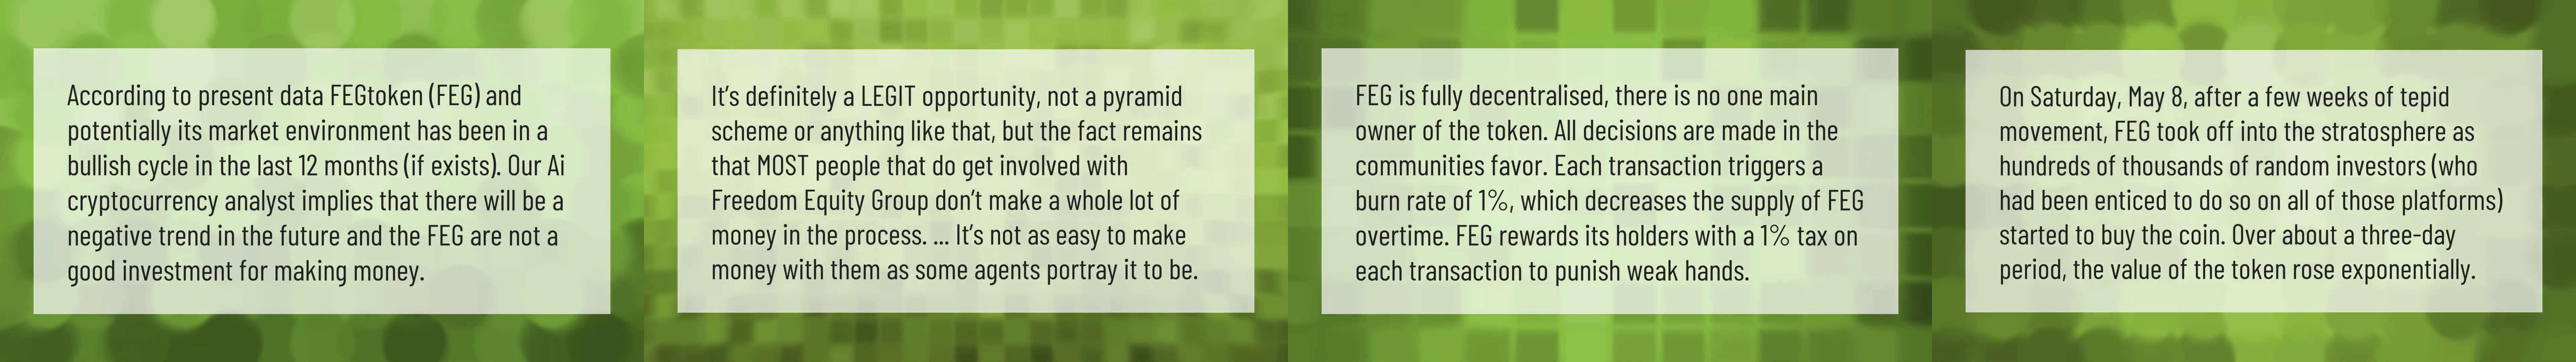 According to present data FEGtoken (FEG) and
potentially its market environment has been in a
bullish cycle in the last 12 months (if exists). Our Ai
cryptocurrency analyst implies that there will be a
negative trend in the future and the FEG are not a
good investment for making money.
It's definitely a LEGIT opportunity, not a pyramid
scheme or anything like that, but the fact remains
that MOST people that do get involved with
Freedom Equity Group don't make a whole lot of
money in the process. ... It's not as easy to make
money with them as some agents portray it to be.
FEG is fully decentralised, there is no one main
owner of the token. All decisions are made in the
communities favor. Each transaction triggers a
burn rate of 1%, which decreases the supply of FEG
overtime. FEG rewards its holders with a 1% tax on
each transaction to punish weak hands.
On Saturday, May 8, after a few weeks of tepid
movement, FEG took off into the stratosphere as
hundreds of thousands of random investors (who
had been enticed to do so on all of those platforms)
started to buy the coin. Over about a three-day
period, the value of the token rose exponentially.